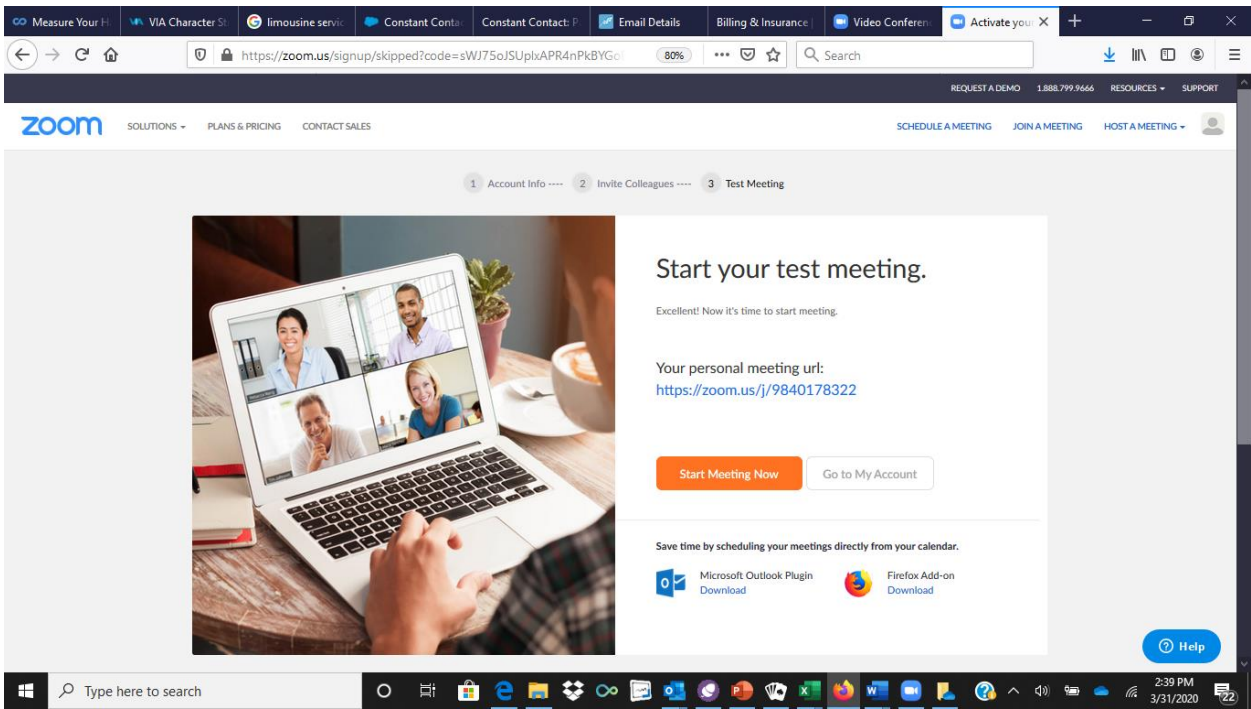 Measure Your H
VIA Character St
limousine servic
Constant Contac
Constant Contact: P
Email Details
Billing & Insurance |
Video Conferen
Activate your
https://zoom.us/signup/skipped?code=
80%
Search
REQUEST A DEMO 1.888.799.9666 RESOURCES SUPPORT
zoom SOLUTIONS PLANS & PRICING CONTACT SALES SCHEDULE A MEETING JOIN A MEETING HOST A MEETING
1 Account Info ---- 2 Invite Colleagues ---- 3 Test Meeting
Start your test meeting.
Excellent! Now it's time to start meeting.
Your personal meeting url:
https://zoom.us/j/9840178322
Start Meeting Now Go to My Account
Save time by scheduling your meetings directly from your calendar.
Microsoft Outlook Plugin
Download
Firefox Add-on
Download
Help
Type here to search
2:39 PM
3/31/2020
22